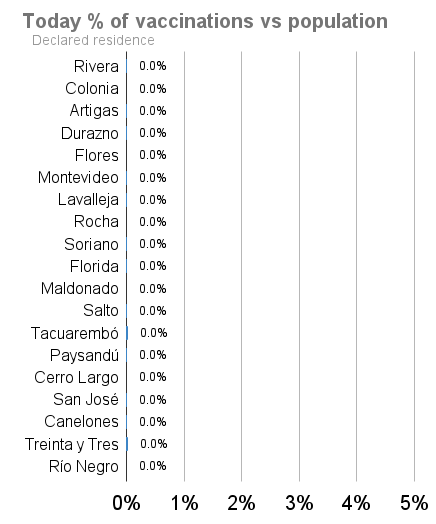 Today % of vaccinations vs population
Declared residence
Rivera 0.0%
Colonia 0.0%
Artigas 0.0%
Durazno 0.0%
Flores 0.0%
Montevideo 0.0%
Lavalleja 0.0%
Rocha 0.0%
Soriano 0.0%
Florida 0.0%
Maldonado 0.0%
Salto 0.0%
Tacuarembó 0.0%
Paysandú 0.0%
Cerro Largo 0.0%
San José 0.0%
Canelones 0.0%
Treinta y Tres 0.0%
Río Negro 0.0%
0% 1% 2% 3% 4% 5%